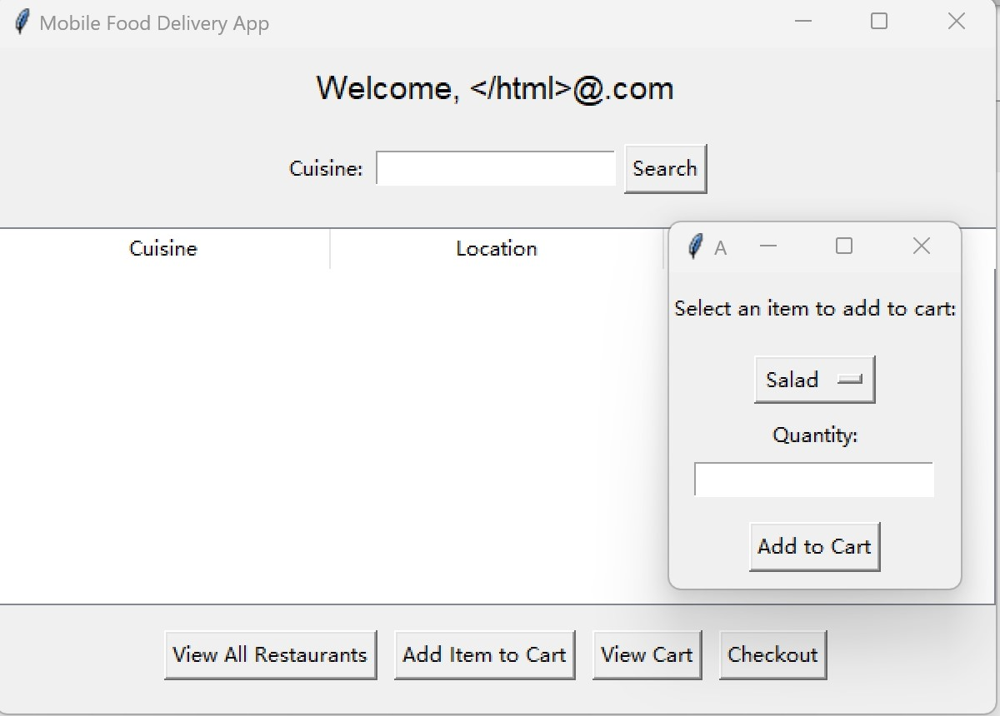 Mobile Food Delivery App
Welcome, </html>@.com
Cuisine:
Search
Cuisine
Location
A
Select an item to add to cart:
Salad
Quantity:
Add to Cart
View All Restaurants
Add Item to Cart
View Cart
Checkout